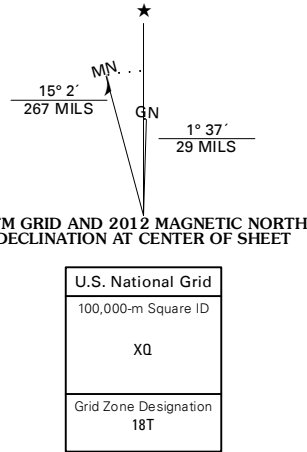 ★
MN
15° 2´
267 MILS
GN
1° 37´
29 MILS
TM GRID AND 2012 MAGNETIC NORTH
DECLINATION AT CENTER OF SHEET
U.S. National Grid
100,000-m Square ID
XQ
Grid Zone Designation
18T